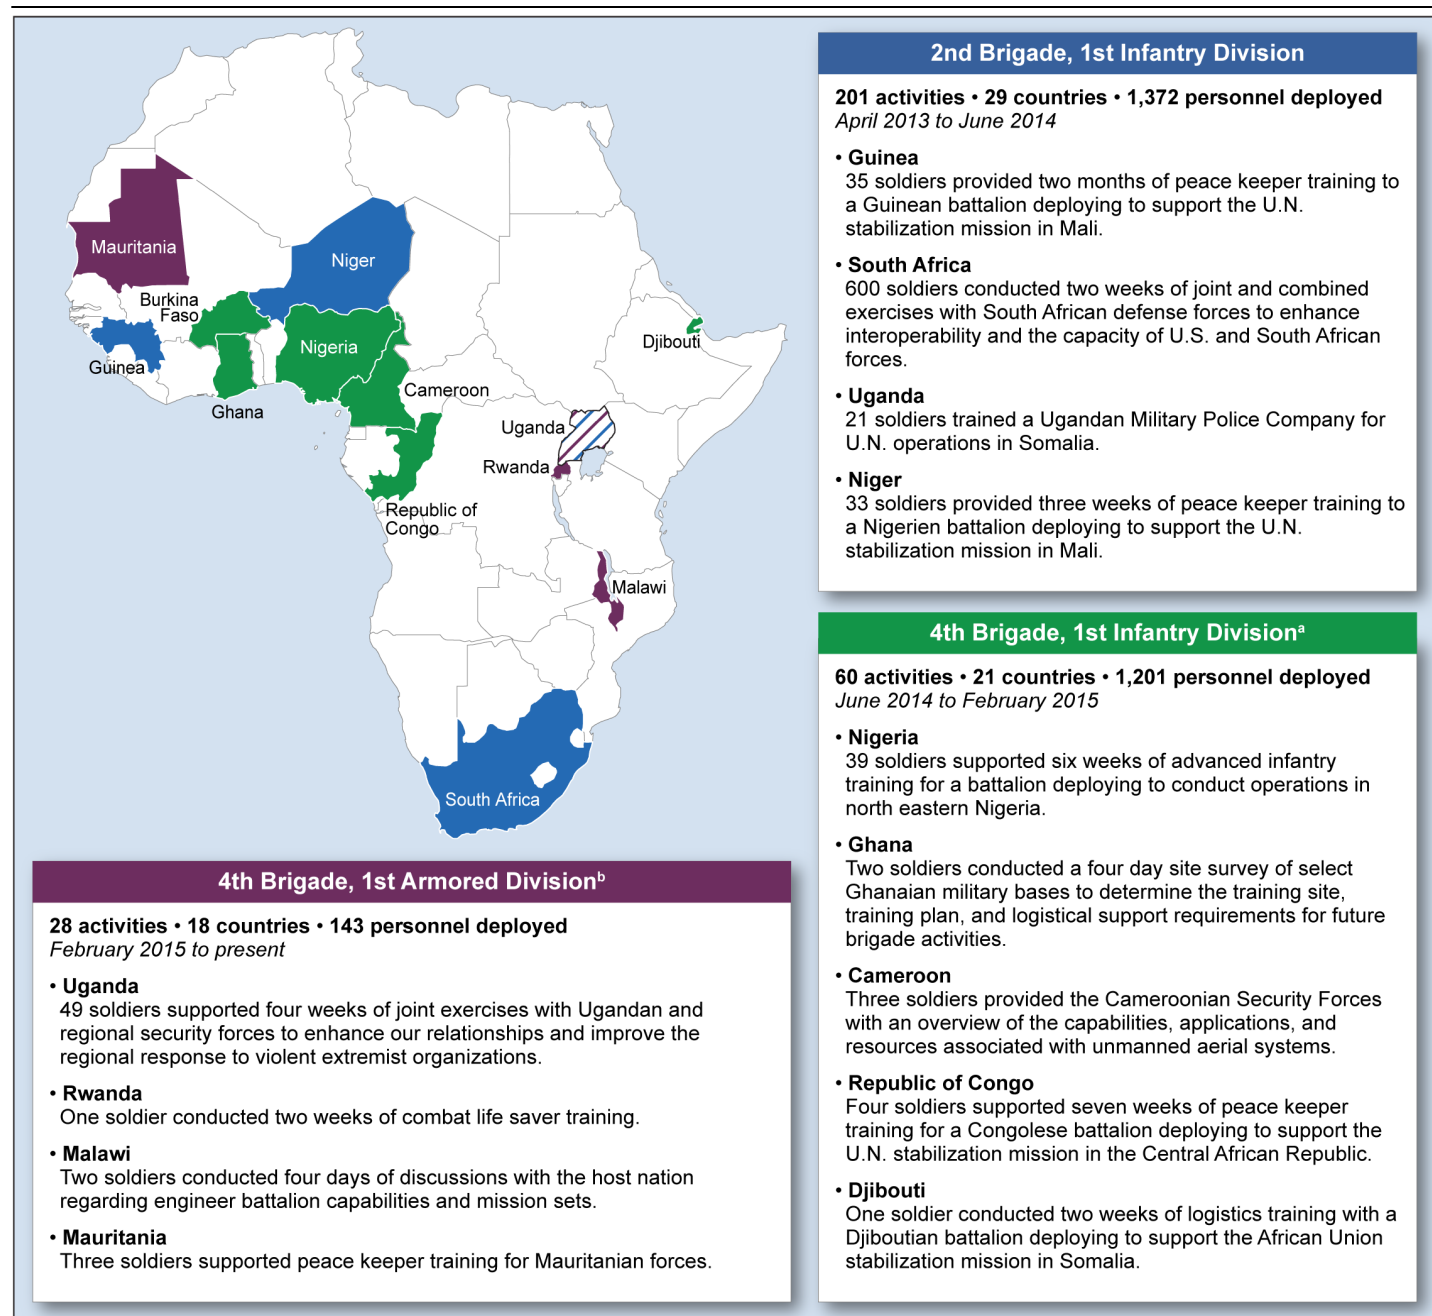 Mauritania
Niger
Burkina
Faso
Nigeria
Guinea
Ghana
Cameroon
Djibouti
Uganda
Rwanda
Republic of
Congo
Malawi
South Africa
2nd Brigade, 1st Infantry Division
201 activities • 29 countries • 1,372 personnel deployed
April 2013 to June 2014
• Guinea
35 soldiers provided two months of peace keeper training to
a Guinean battalion deploying to support the U.N.
stabilization mission in Mali.
• South Africa
600 soldiers conducted two weeks of joint and combined
exercises with South African defense forces to enhance
interoperability and the capacity of U.S. and South African
forces.
• Uganda
21 soldiers trained a Ugandan Military Police Company for
U.N. operations in Somalia.
• Niger
33 soldiers provided three weeks of peace keeper training to
a Nigerien battalion deploying to support the U.N.
stabilization mission in Mali.
4th Brigade, 1st Infantry Divisionᵃ
60 activities • 21 countries • 1,201 personnel deployed
June 2014 to February 2015
• Nigeria
39 soldiers supported six weeks of advanced infantry
training for a battalion deploying to conduct operations in
north eastern Nigeria.
• Ghana
Two soldiers conducted a four day site survey of select
Ghanaian military bases to determine the training site,
training plan, and logistical support requirements for future
brigade activities.
• Cameroon
Three soldiers provided the Cameroonian Security Forces
with an overview of the capabilities, applications, and
resources associated with unmanned aerial systems.
• Republic of Congo
Four soldiers supported seven weeks of peace keeper
training for a Congolese battalion deploying to support the
U.N. stabilization mission in the Central African Republic.
• Djibouti
One soldier conducted two weeks of logistics training with a
Djiboutian battalion deploying to support the African Union
stabilization mission in Somalia.
4th Brigade, 1st Armored Divisionᵇ
28 activities • 18 countries • 143 personnel deployed
February 2015 to present
• Uganda
49 soldiers supported four weeks of joint exercises with Ugandan and
regional security forces to enhance our relationships and improve the
regional response to violent extremist organizations.
• Rwanda
One soldier conducted two weeks of combat life saver training.
• Malawi
Two soldiers conducted four days of discussions with the host nation
regarding engineer battalion capabilities and mission sets.
• Mauritania
Three soldiers supported peace keeper training for Mauritanian forces.